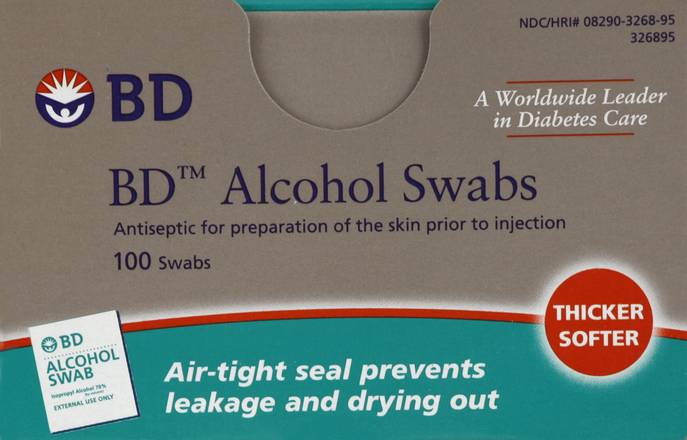 NDC/HRI# 08290-3268-95
326895
BD
A Worldwide Leader
in Diabetes Care
BD™ Alcohol Swabs
Antiseptic for preparation of the skin prior to injection
100 Swabs
THICKER
SOFTER
BD
ALCOHOL
SWAB
Isopropyl Alcohol 70%
(by volume)
EXTERNAL USE ONLY
Air-tight seal prevents
leakage and drying out